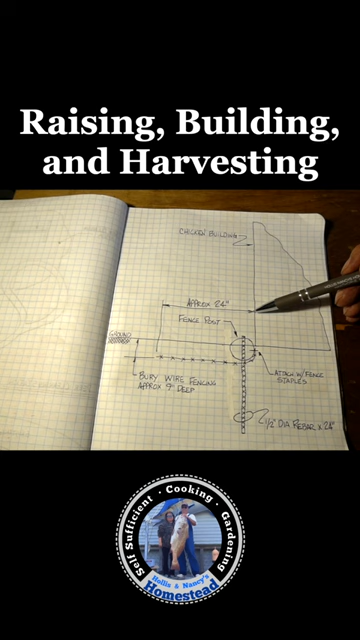 Raising, Building,
and Harvesting
CHICKEN BUILDING
APPROX 24"
FENCE POST
GROUND
BURY WIRE FENCING
APPROX 9" DEEP
ATTACH W/ FENCE
STAPLES
1/2" DIA REBAR x 24"
Self Sufficient · Cooking · Gardening
Hollis & Nancy's
Homestead